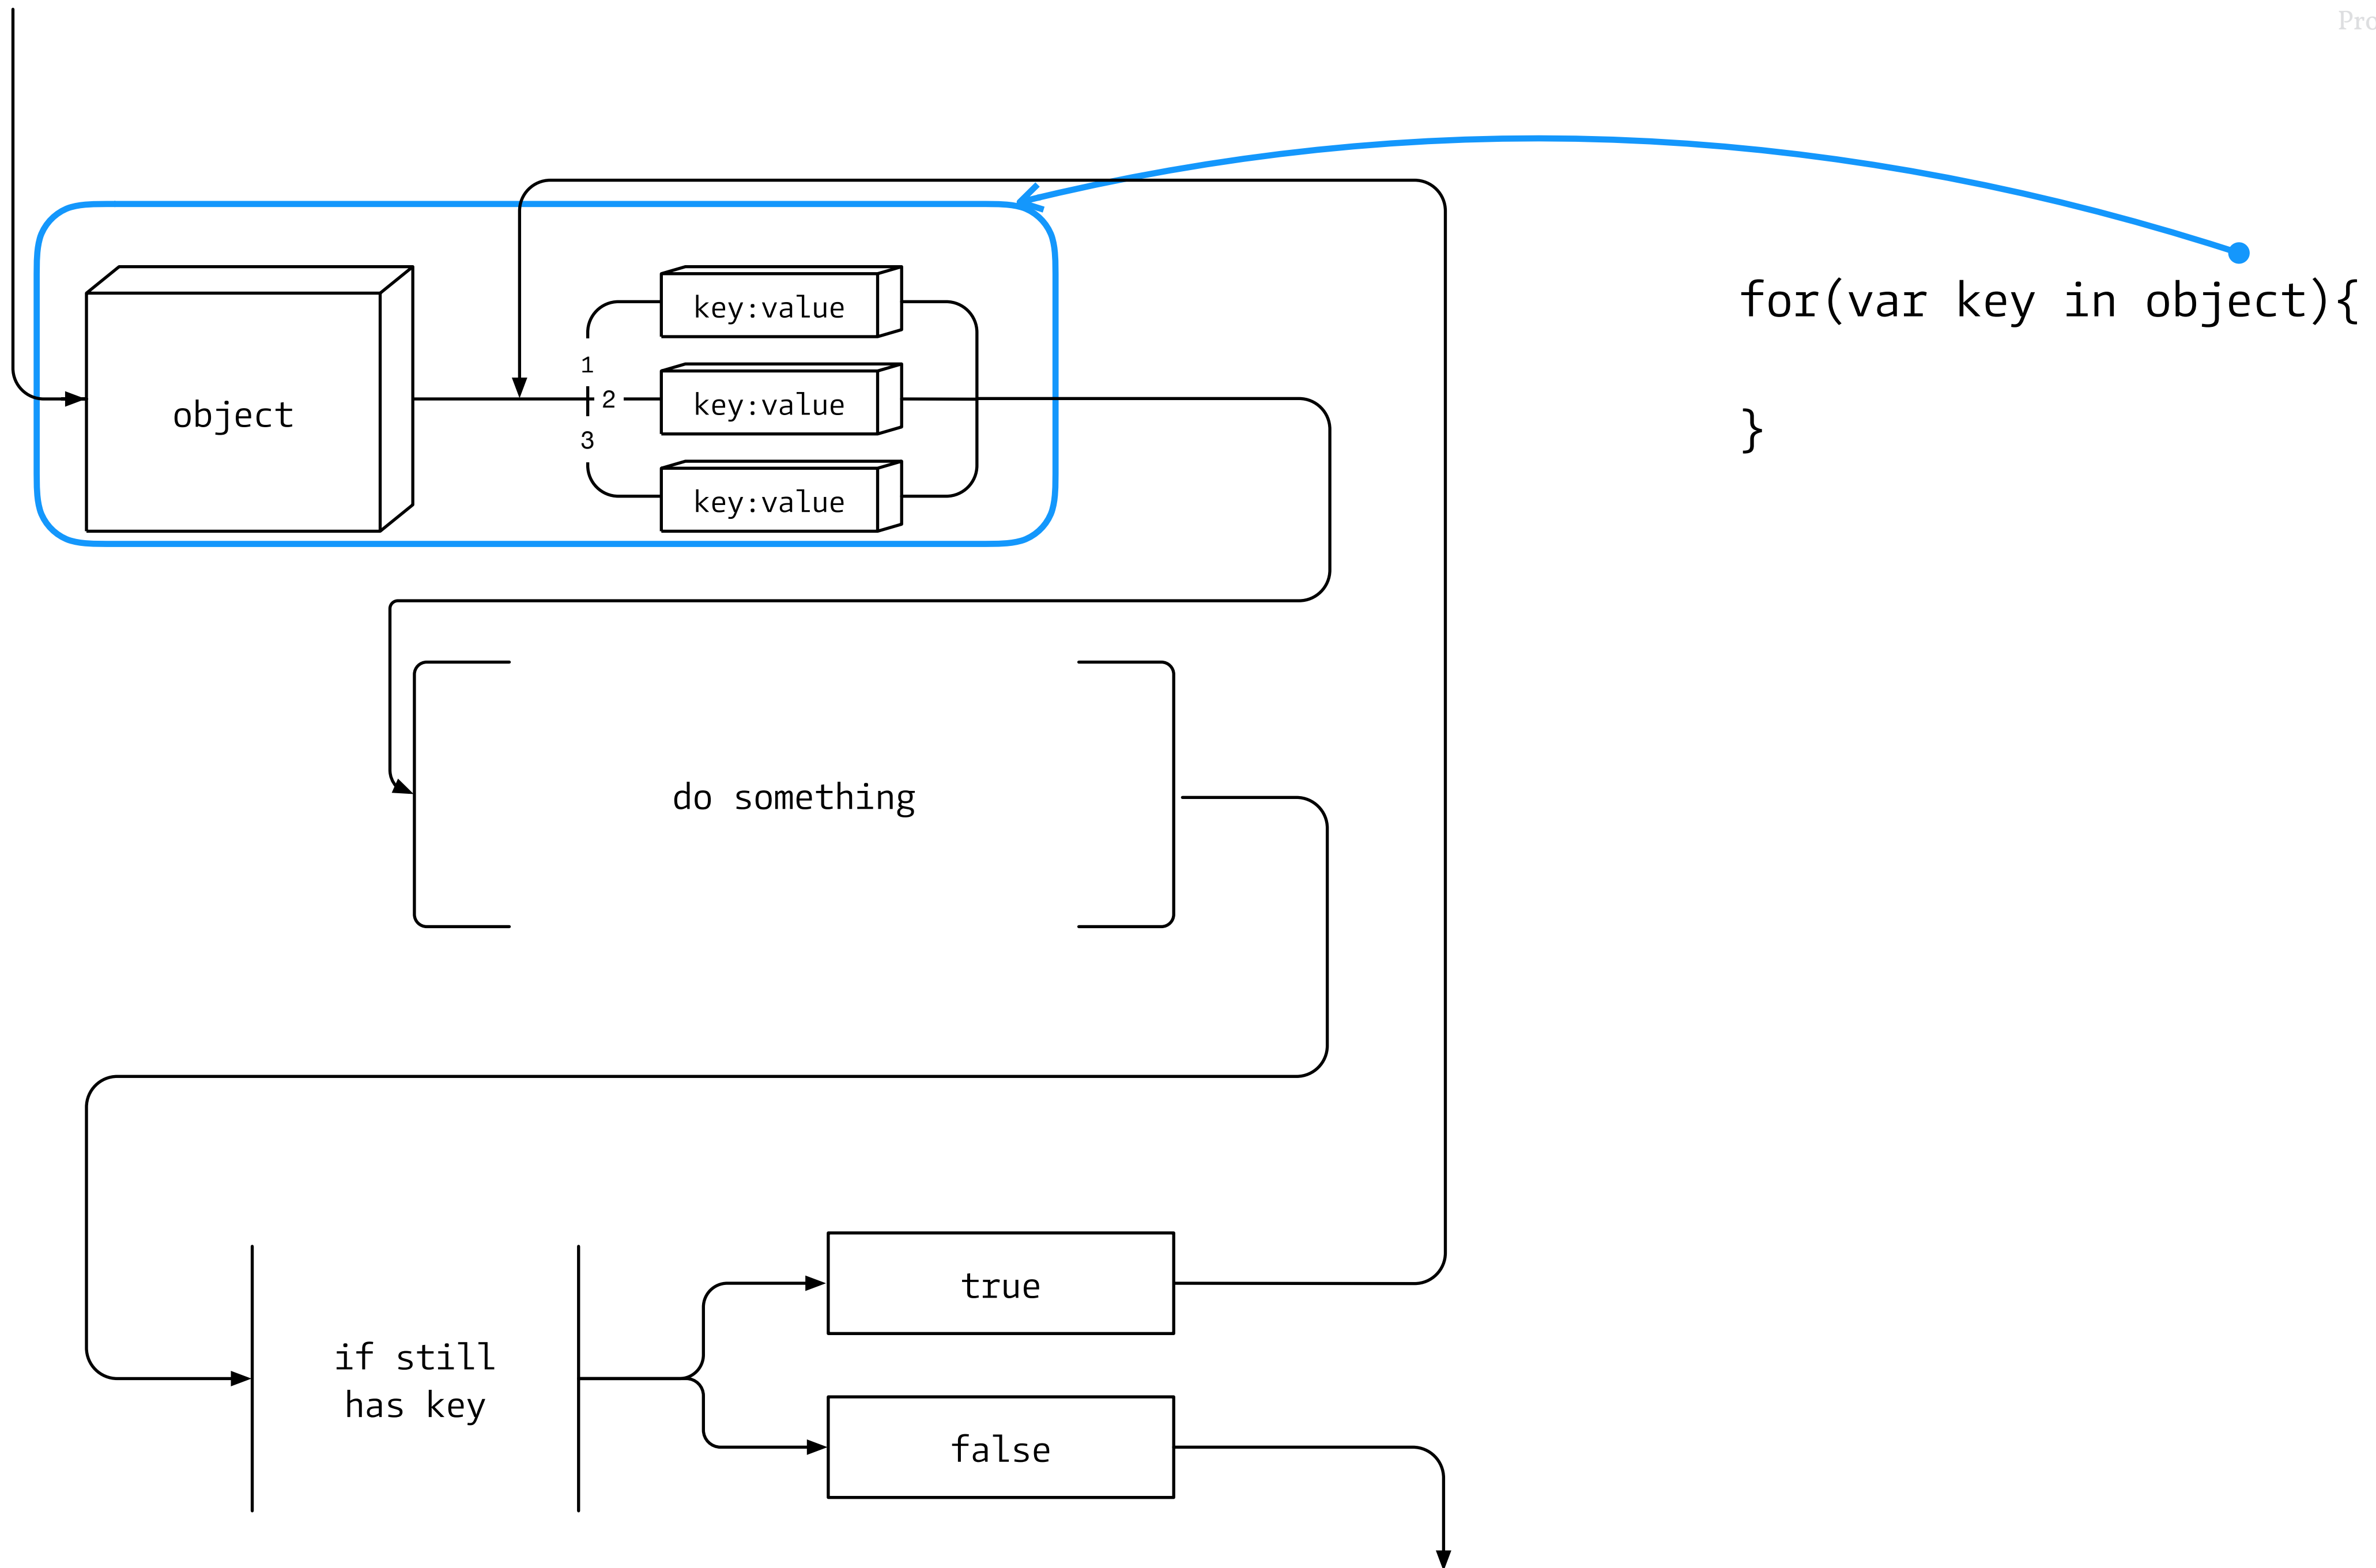 for(var key in object){
}
object
1
2
3
key:value
key:value
key:value
do something
if still
has key
true
false